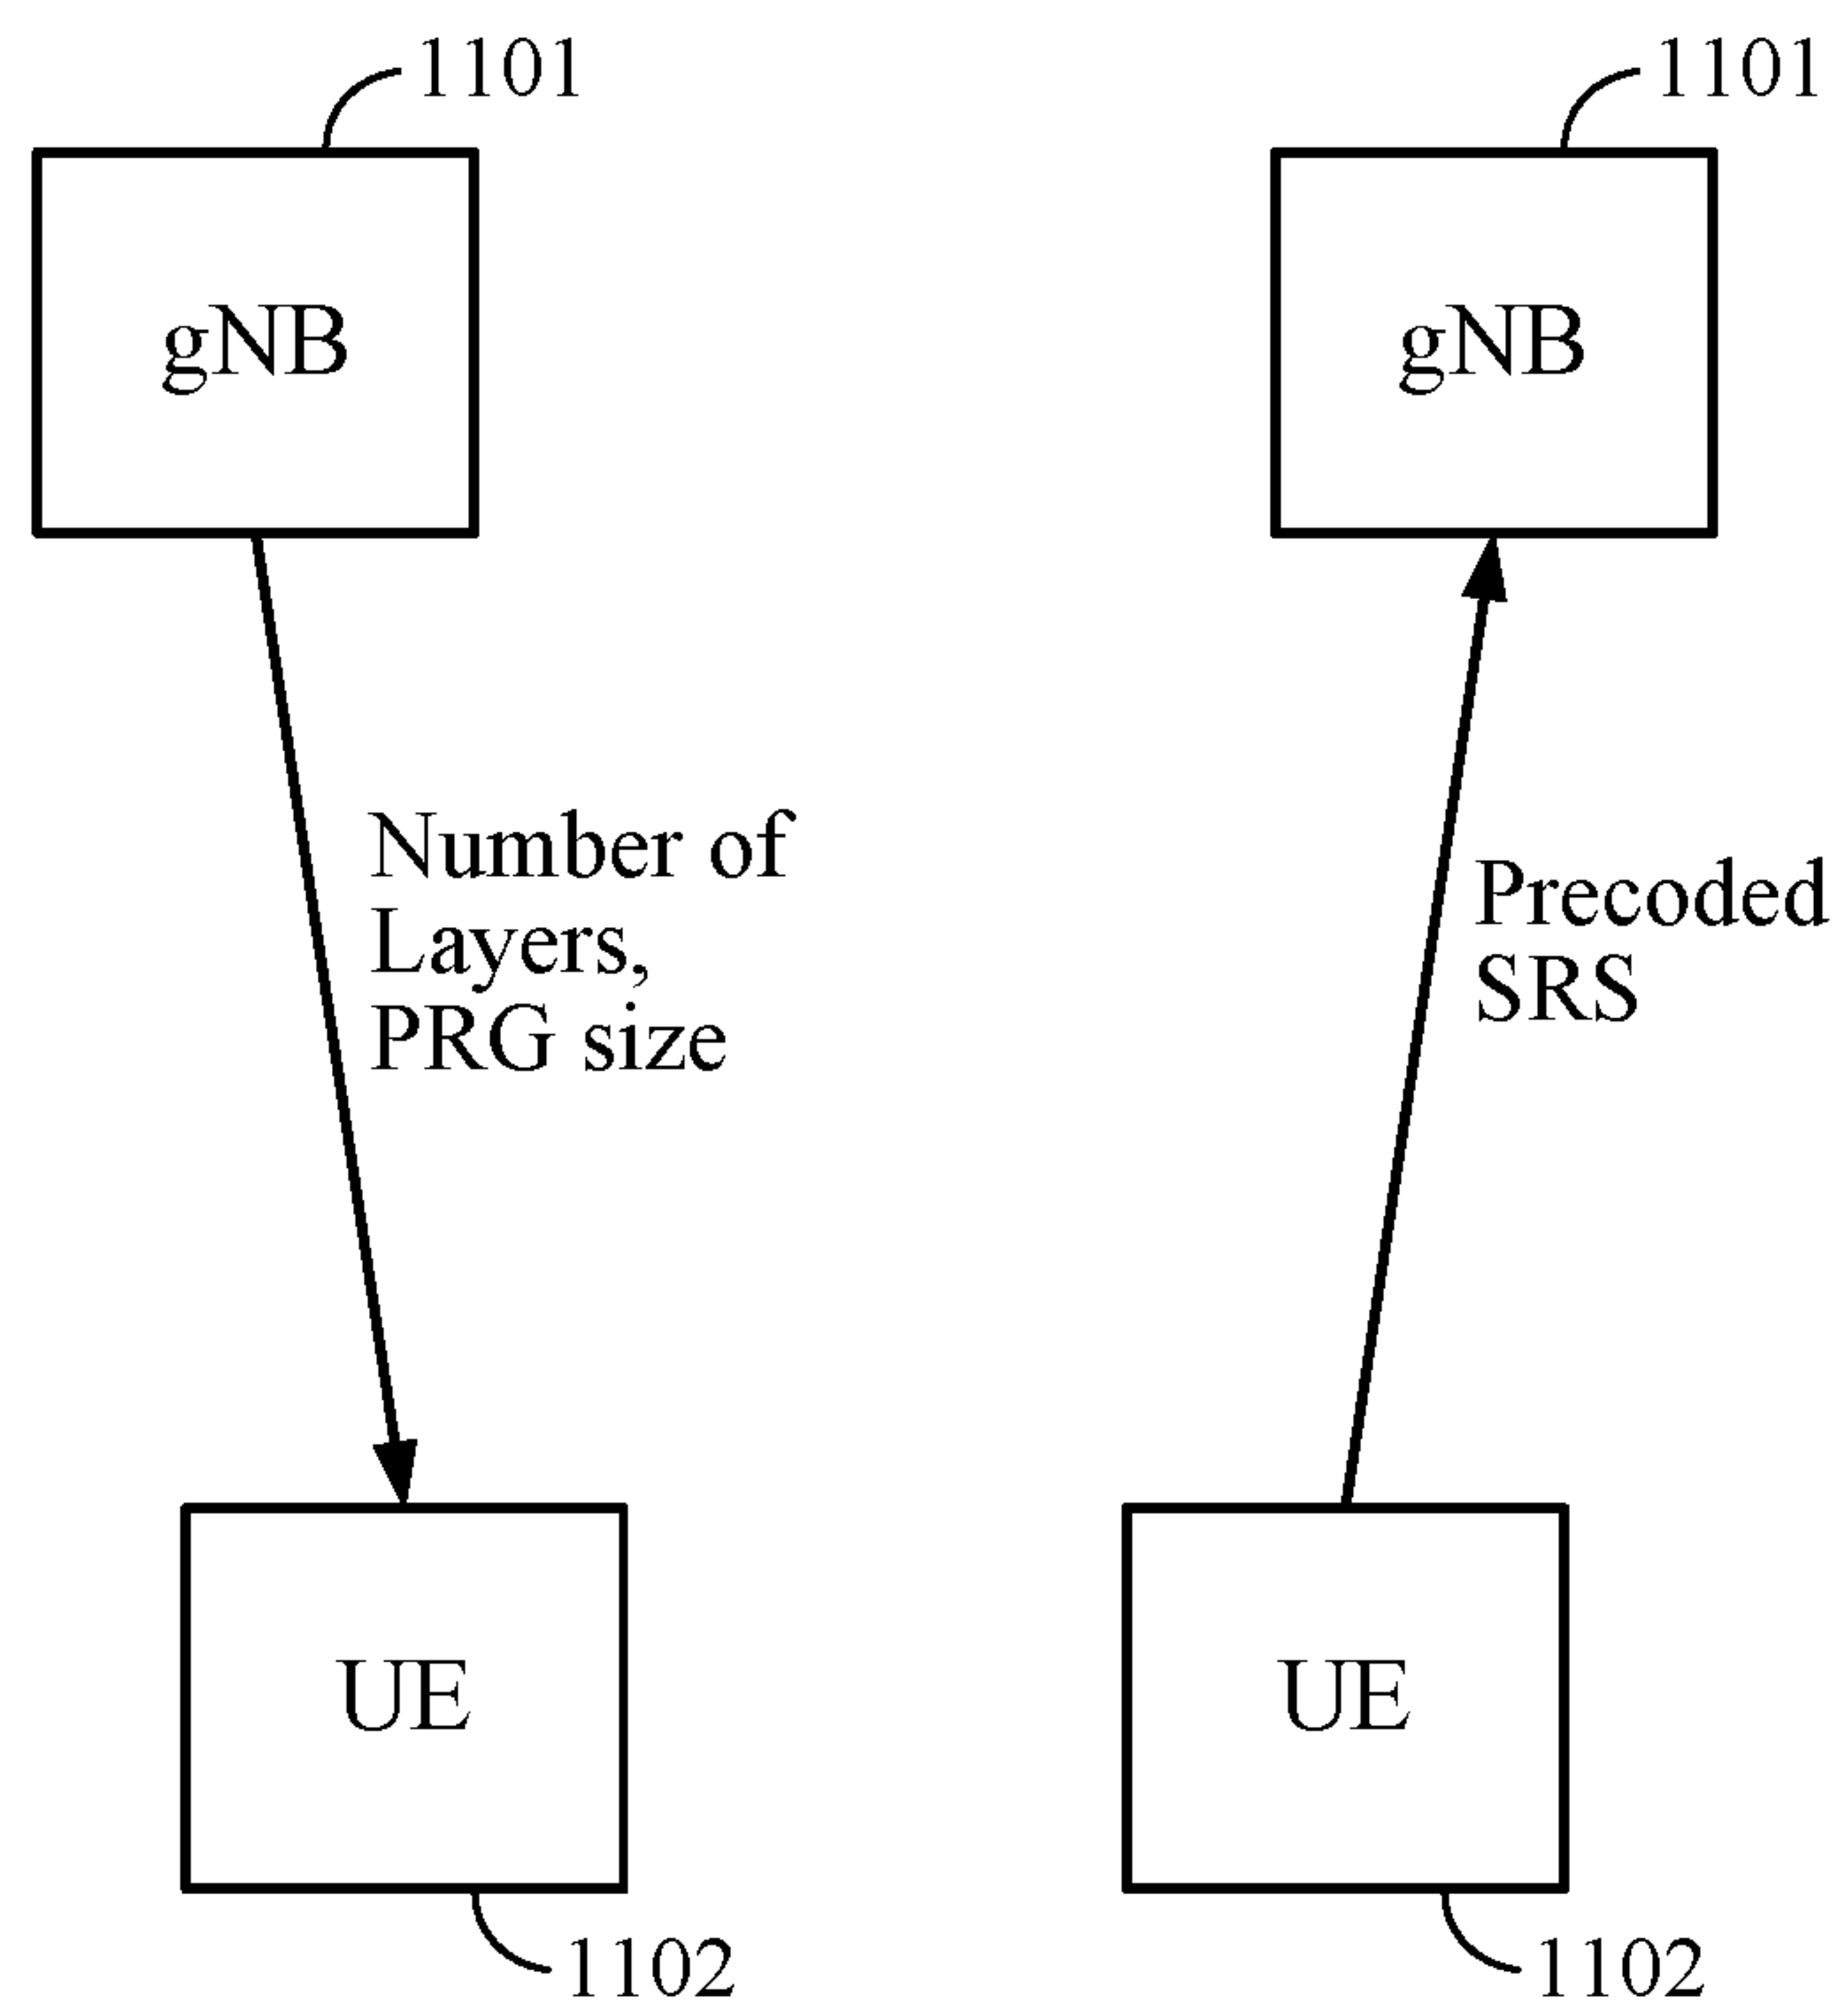 1101
1101
gNB
gNB
Number of
Layers,
PRG size
Precoded
SRS
UE
UE
1102
1102